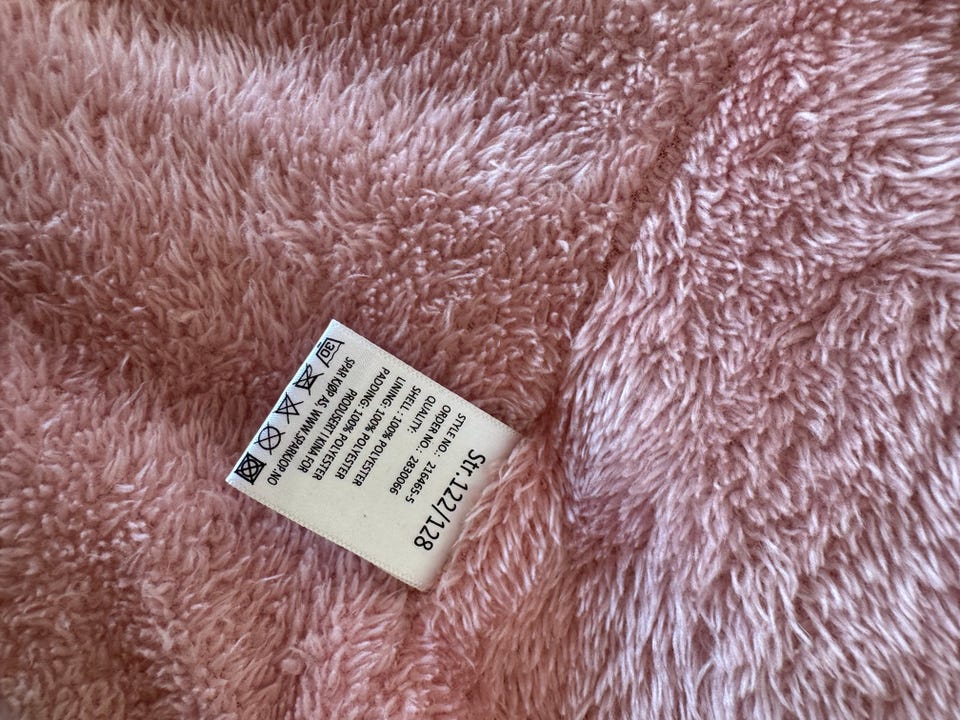 Str.122/128
STYLE NO.: 216465-5
ORDER NO.: 2830066
QUALITY:
SHELL : 100% POLYESTER
LINING: 100% POLYESTER
PADDING: 100% POLYESTER
PRODUSERT I KINA FOR
SPAR KJØP AS, WWW.SPARKJOP.NO
30